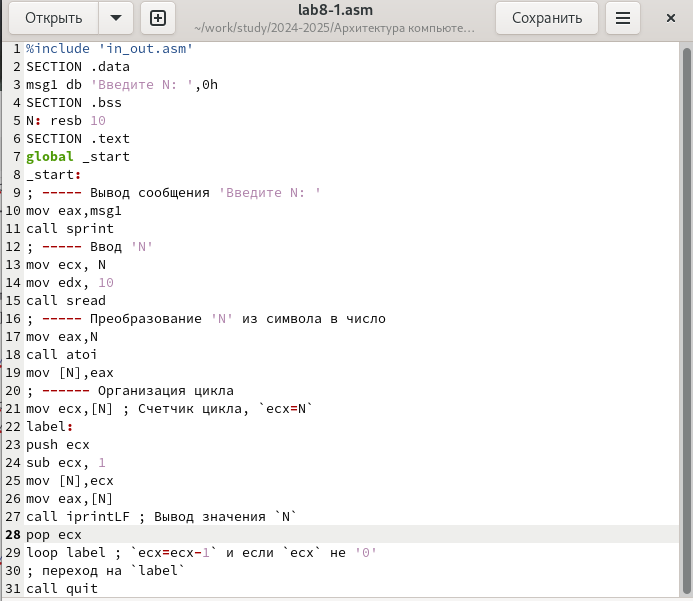 Открыть
lab8-1.asm
~/work/study/2024-2025/Архитектура компьюте...
Сохранить
1 %include 'in_out.asm'
2 SECTION .data
3 msg1 db 'Введите N: ',0h
4 SECTION .bss
5 N: resb 10
6 SECTION .text
7 global _start
8 _start:
9 ; ----- Вывод сообщения 'Введите N: '
10 mov eax,msg1
11 call sprint
12 ; ----- Ввод 'N'
13 mov ecx, N
14 mov edx, 10
15 call sread
16 ; ----- Преобразование 'N' из символа в число
17 mov eax,N
18 call atoi
19 mov [N],eax
20 ; ------ Организация цикла
21 mov ecx,[N] ; Счетчик цикла, `ecx=N`
22 label:
23 push ecx
24 sub ecx, 1
25 mov [N],ecx
26 mov eax,[N]
27 call iprintLF ; Вывод значения `N`
28 pop ecx
29 loop label ; `ecx=ecx-1` и если `ecx` не '0'
30 ; переход на `label`
31 call quit